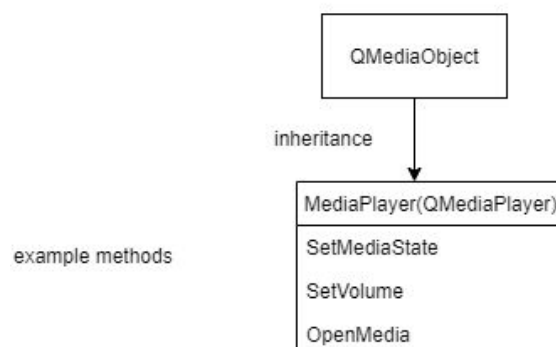 QMediaObject
inheritance
MediaPlayer(QMediaPlayer)
example methods
SetMediaState
SetVolume
OpenMedia